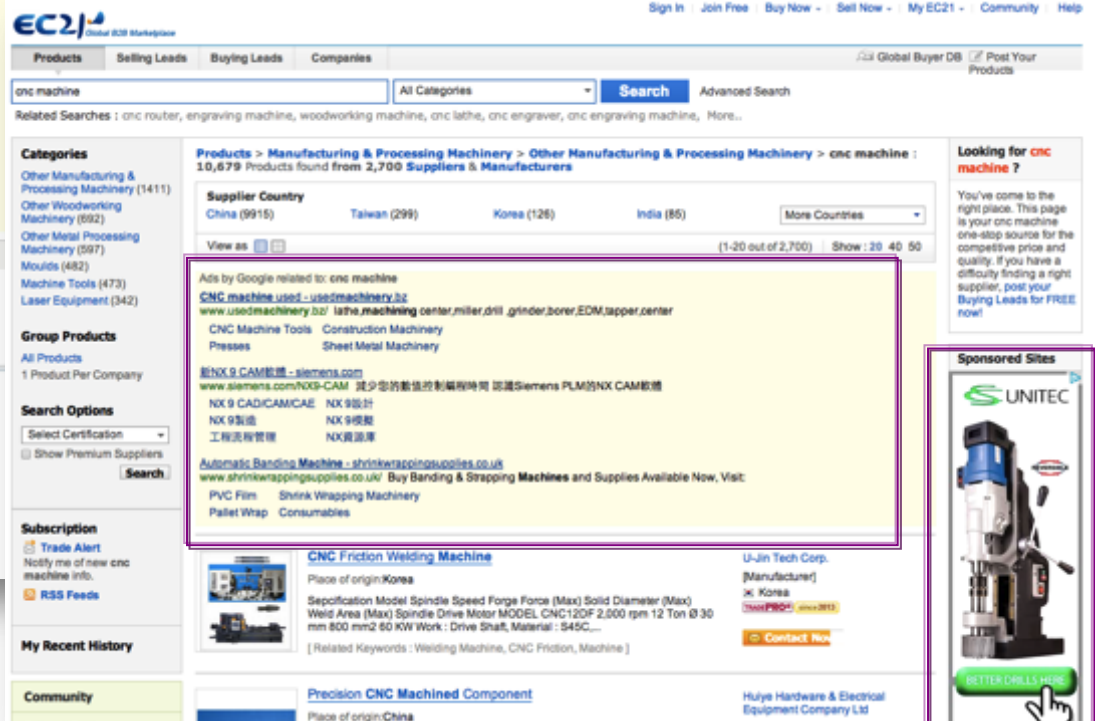 EC21 Global B2B Marketplace
Sign In | Join Free | Buy Now | Sell Now | My EC21 | Community | Help
Products Selling Leads Buying Leads Companies
Global Buyer DB Post Your Products
cnc machine
All Categories
Search
Advanced Search
Related Searches : cnc router, engraving machine, woodworking machine, cnc lathe, cnc engraver, cnc engraving machine, More..
Categories
Other Manufacturing &
Processing Machinery (1411)
Other Woodworking
Machinery (692)
Other Metal Processing
Machinery (597)
Moulds (482)
Machine Tools (473)
Laser Equipment (342)
Group Products
All Products
1 Product Per Company
Search Options
Select Certification
Show Premium Suppliers
Search
Subscription
Trade Alert
Notify me of new cnc
machine info.
RSS Feeds
My Recent History
Community
Products > Manufacturing & Processing Machinery > Other Manufacturing & Processing Machinery > cnc machine :
10,679 Products found from 2,700 Suppliers & Manufacturers
Supplier Country
China (9915) Taiwan (299) Korea (126) India (85) More Countries
View as
(1-20 out of 2,700) | Show : 20 40 50
Ads by Google related to: cnc machine
CNC machine used - usedmachinery.bz
www.usedmachinery.bz/ lathe,machining center,miller,drill ,grinder,borer,EDM,tapper,center
CNC Machine Tools Construction Machinery
Presses Sheet Metal Machinery
新NX 9 CAM軟體 - siemens.com
www.siemens.com/NX9-CAM 減少您的數值控制編程時間 認識Siemens PLM的NX CAM軟體
NX 9 CAD/CAM/CAE NX 9設計
NX 9製造 NX 9模擬
工程流程管理 NX資源庫
Automatic Banding Machine - shrinkwrappingsupplies.co.uk
www.shrinkwrappingsupplies.co.uk/ Buy Banding & Strapping Machines and Supplies Available Now, Visit:
PVC Film Shrink Wrapping Machinery
Pallet Wrap Consumables
CNC Friction Welding Machine
Place of origin:Korea
Sepcification Model Spindle Speed Forge Force (Max) Solid Diameter (Max)
Weld Area (Max) Spindle Drive Motor MODEL CNC12DF 2,000 rpm 12 Ton Ø 30
mm 800 mm2 60 KW Work : Drive Shaft, Material : S45C,...
[ Related Keywords : Welding Machine, CNC Friction, Machine ]
U-Jin Tech Corp.
[Manufacturer]
Korea
TRADEPRO since 2013
Contact Now
Precision CNC Machined Component
Place of origin:China
Huiye Hardware & Electrical
Equipment Company Ltd
Looking for cnc
machine ?
You've come to the
right place. This page
is your cnc machine
one-stop source for the
competitive price and
quality. If you have a
difficulty finding a right
supplier, post your
Buying Leads for FREE
now!
Sponsored Sites
UNITEC
REVERSIBLE
BETTER DRILLS HERE